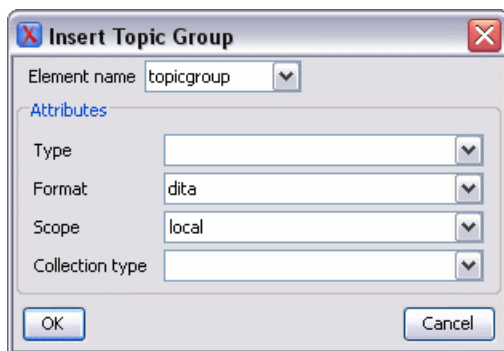 Insert Topic Group
Element name topicgroup
Attributes
Type
Format dita
Scope local
Collection type
OK Cancel